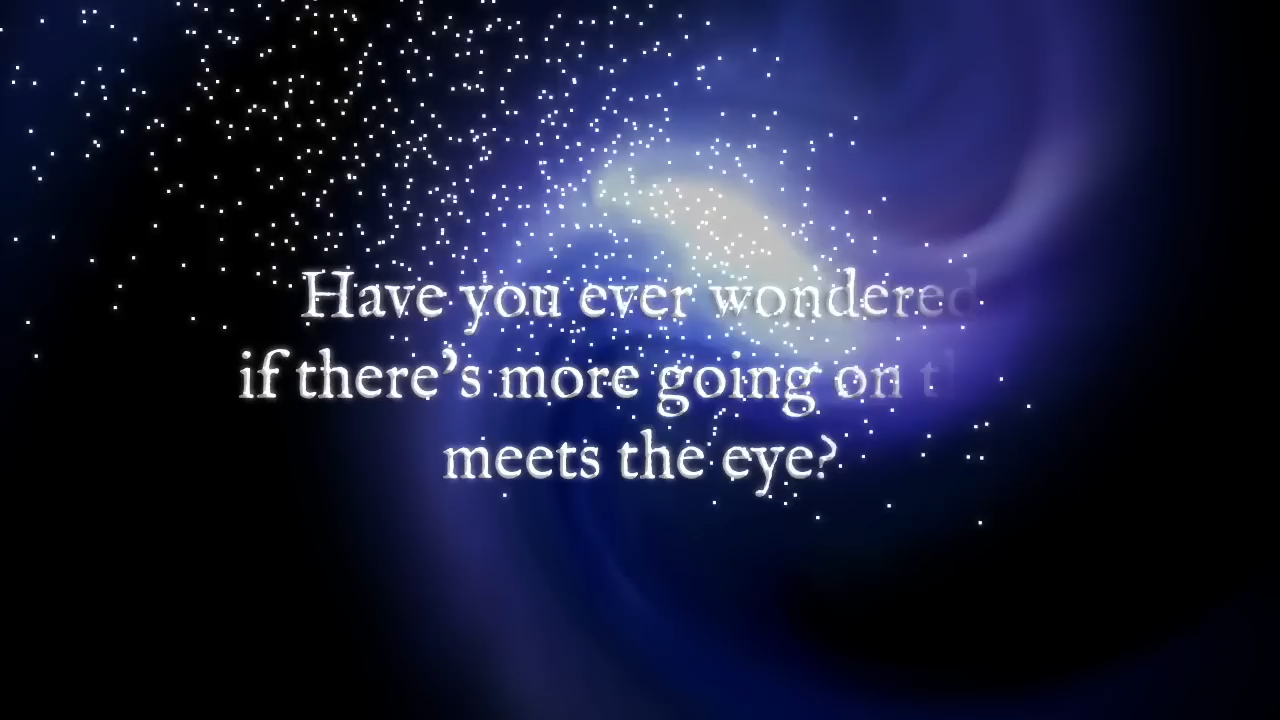 Have you ever wondered
if there's more going on
meets the eye?